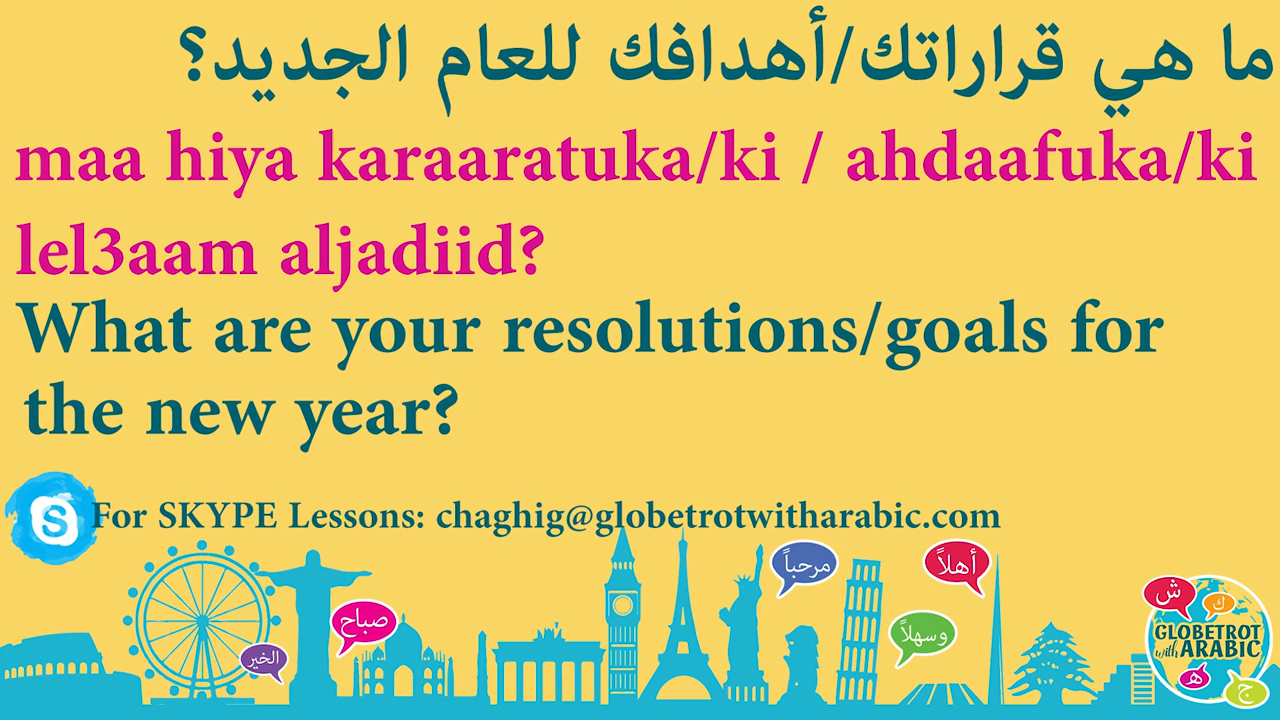 ما هي قراراتك/أهدافك للعام الجديد؟
maa hiya karaaratuka/ki / ahdaafuka/ki
lel3aam aljadiid?
What are your resolutions/goals for
the new year?
S For SKYPE Lessons: chaghig@globetrotwitharabic.com
مرحباً
أهلاً
صباح
الخير
وسهلاً
ش
ك
GLOBETROT
with ARABIC
ه
ج